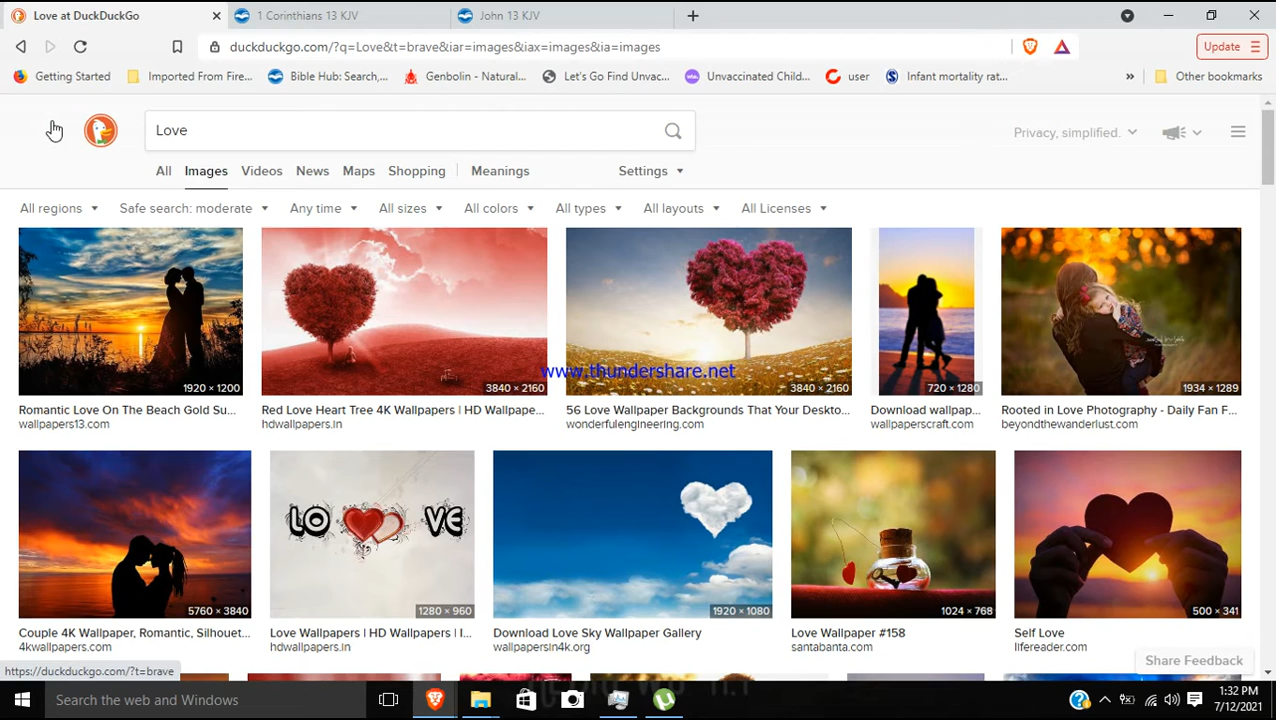 Love at DuckDuckGo
1 Corinthians 13 KJV
John 13 KJV
duckduckgo.com/?q=Love&t=brave&iar=images&iax=images&ia=images
Update
Getting Started
Imported From Fire...
Bible Hub: Search,...
Genbolin - Natural...
Let's Go Find Unvac...
Unvaccinated Child...
user
Infant mortality rat...
»
Other bookmarks
Love
Privacy, simplified.
All
Images
Videos
News
Maps
Shopping
Meanings
Settings
All regions
Safe search: moderate
Any time
All sizes
All colors
All types
All layouts
All Licenses
1920 × 1200
3840 × 2160
www.thundershare.net
3840 × 2160
720 × 1280
1934 × 1289
Romantic Love On The Beach Gold Su...
wallpapers13.com
Red Love Heart Tree 4K Wallpapers | HD Wallpape...
hdwallpapers.in
56 Love Wallpaper Backgrounds That Your Deskto...
wonderfulengineering.com
Download wallpap...
wallpaperscraft.com
Rooted in Love Photography - Daily Fan F...
beyondthewanderlust.com
LO VE
5760 × 3840
1280 × 960
1920 × 1080
1024 × 768
500 × 341
Couple 4K Wallpaper, Romantic, Silhouet...
4kwallpapers.com
Love Wallpapers | HD Wallpapers | I...
hdwallpapers.in
Download Love Sky Wallpaper Gallery
wallpapersin4k.org
Love Wallpaper #158
santabanta.com
Self Love
lifereader.com
Share Feedback
https://duckduckgo.com/?t=brave
Search the web and Windows
1:32 PM
7/12/2021